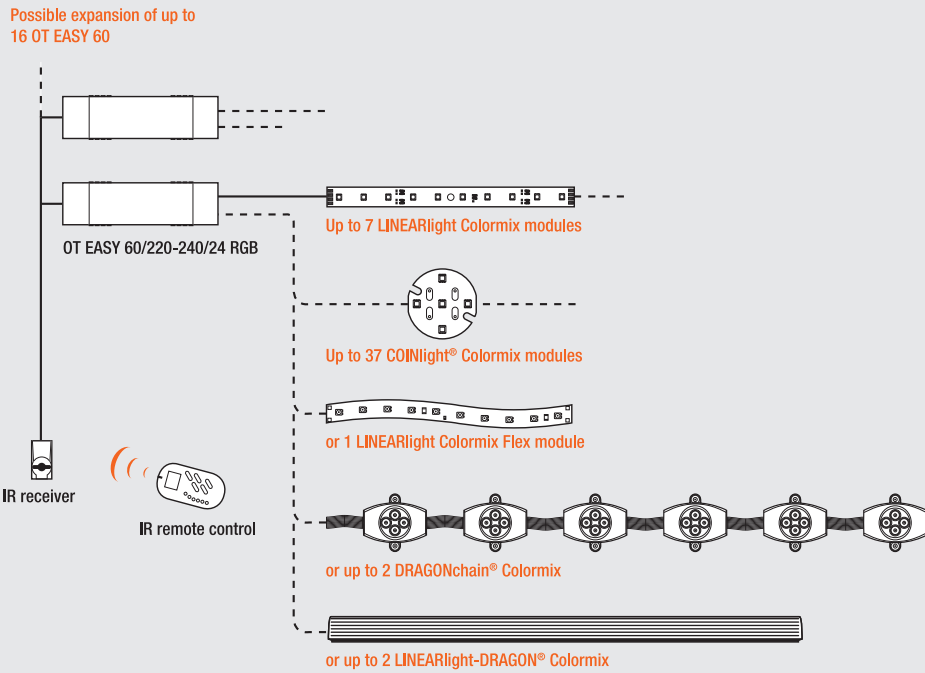 Possible expansion of up to
16 OT EASY 60
OT EASY 60/220-240/24 RGB
Up to 7 LINEARlight Colormix modules
Up to 37 COINlight® Colormix modules
or 1 LINEARlight Colormix Flex module
IR receiver
IR remote control
or up to 2 DRAGONchain® Colormix
or up to 2 LINEARlight-DRAGON® Colormix